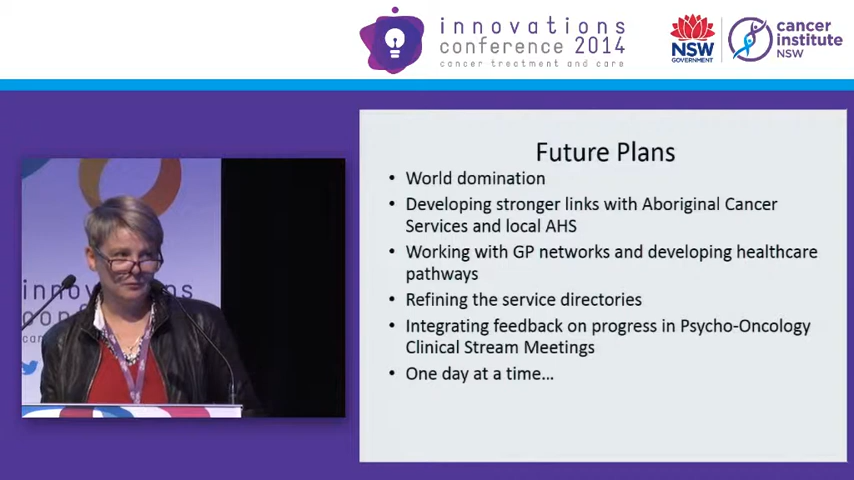 innovations
conference 2014
cancer treatment and care
NSW
GOVERNMENT
cancer
institute
NSW
Future Plans
• World domination
• Developing stronger links with Aboriginal Cancer
Services and local AHS
• Working with GP networks and developing healthcare
pathways
• Refining the service directories
• Integrating feedback on progress in Psycho-Oncology
Clinical Stream Meetings
• One day at a time...